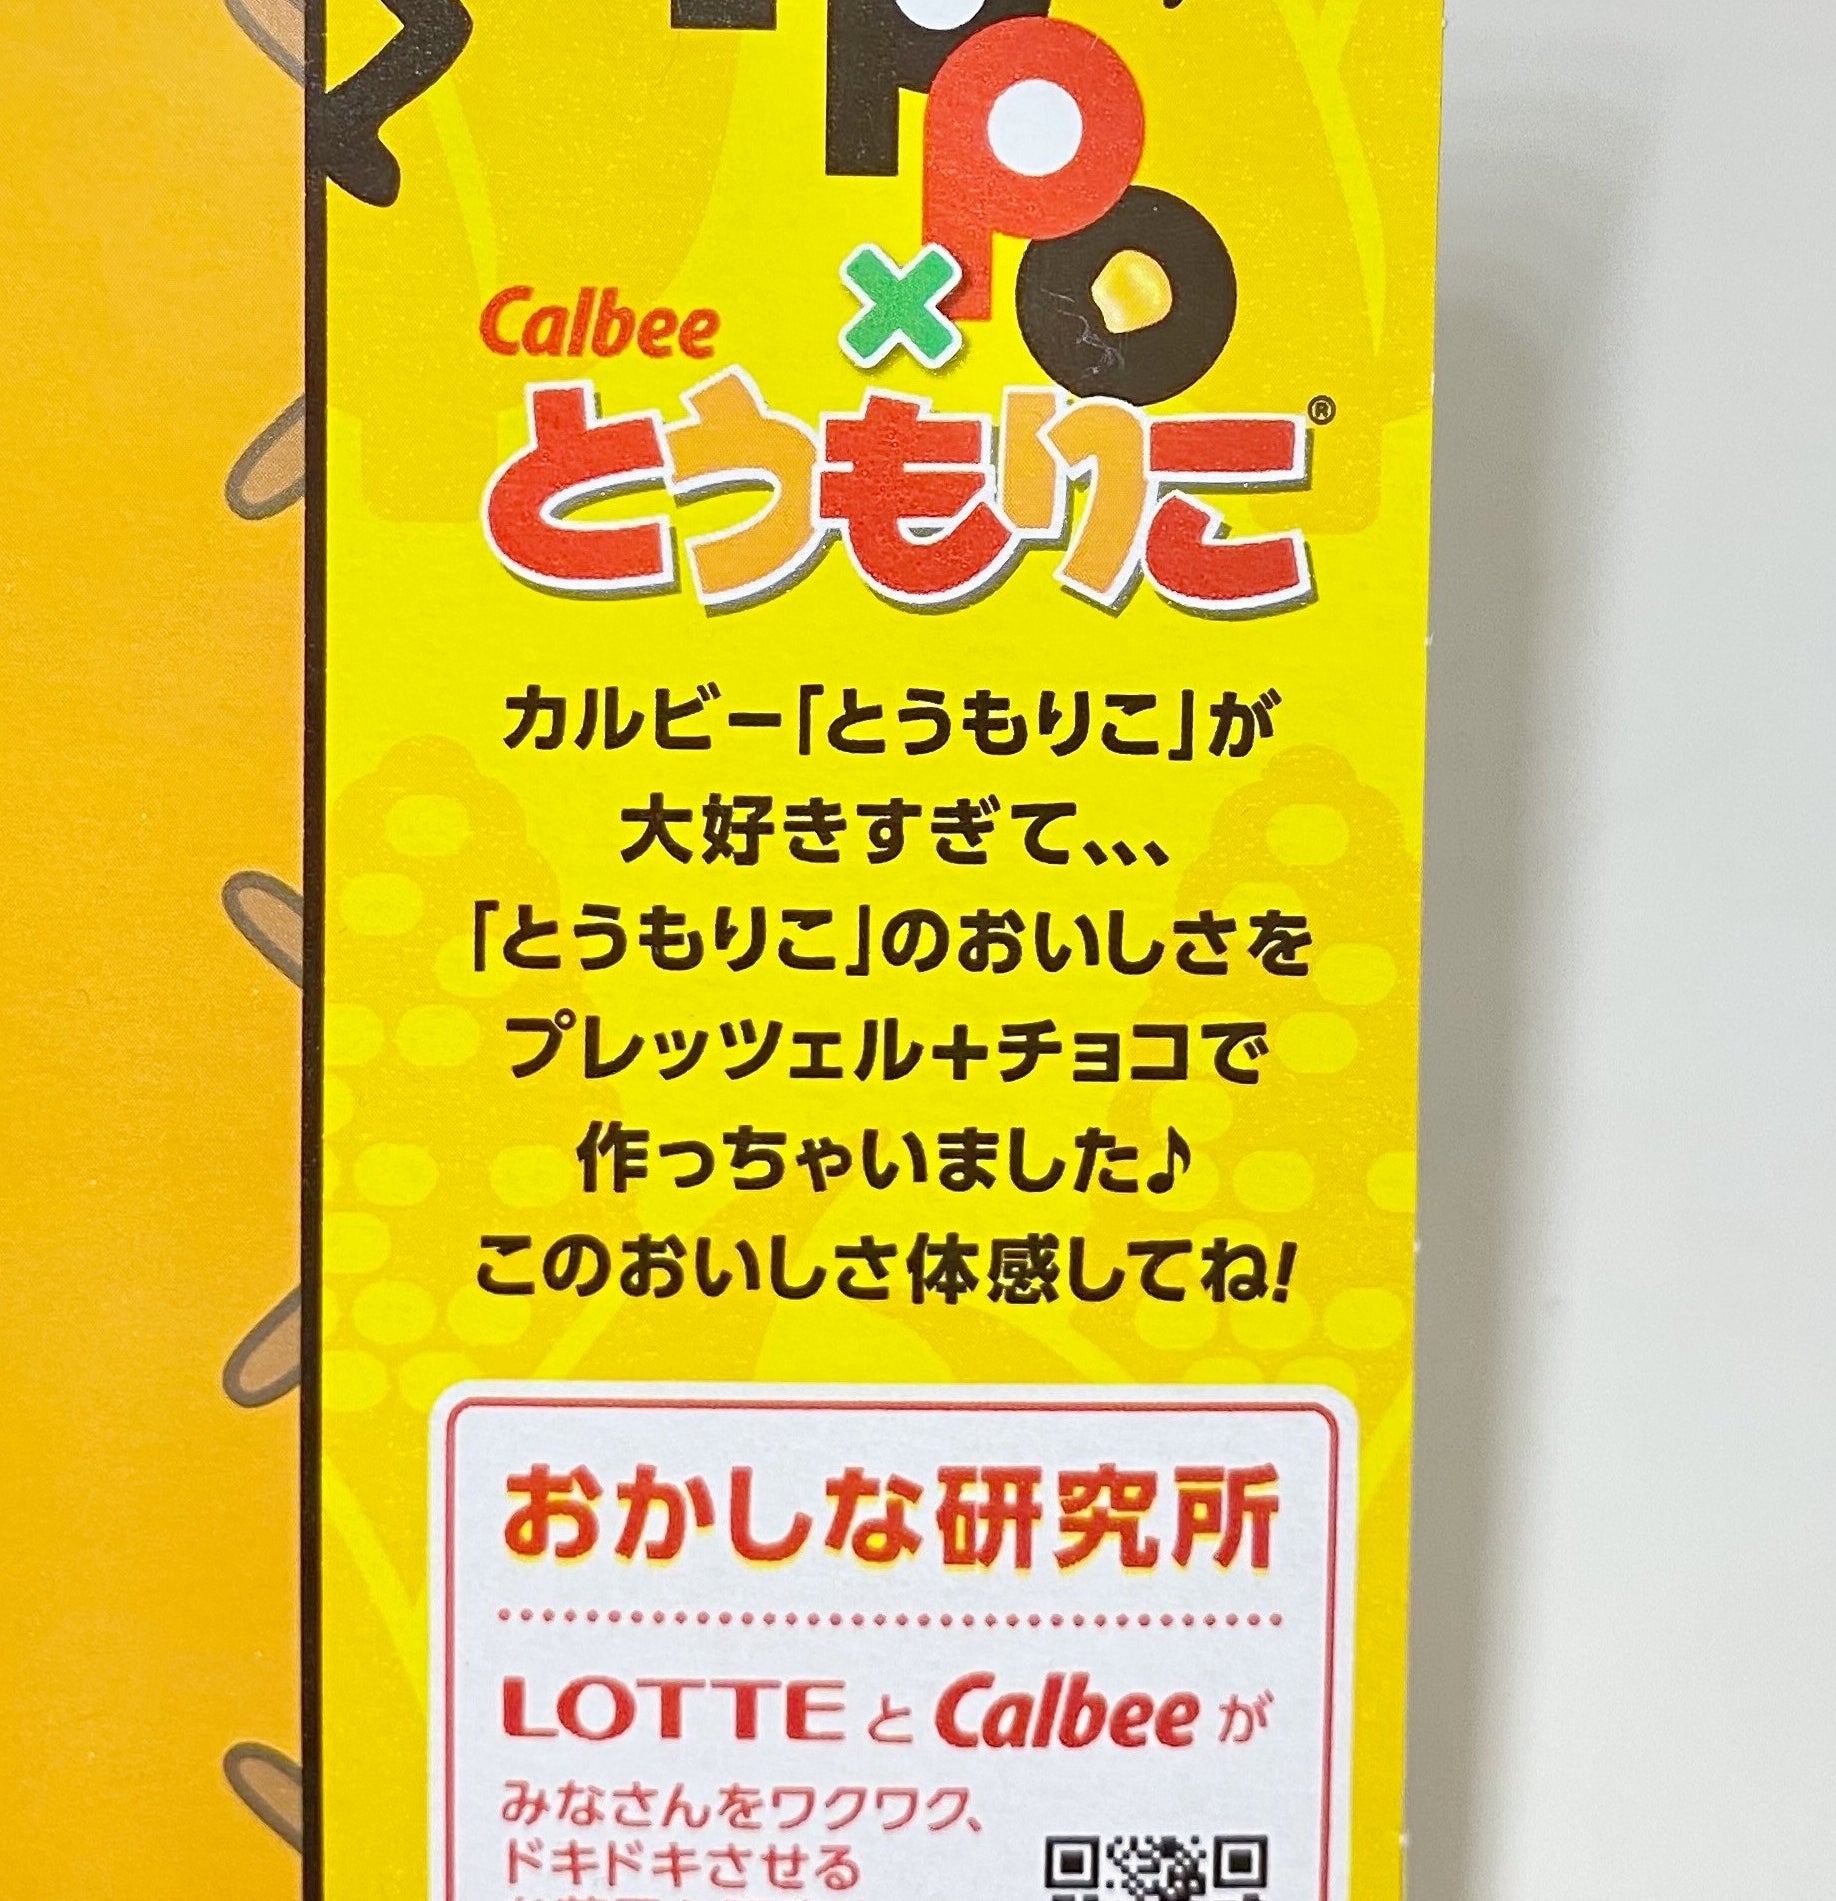 PPO
×
Calbee
とうもりこ®
カルビー「とうもりこ」が
大好きすぎて、、、
「とうもりこ」のおいしさを
プレッツェル+チョコで
作っちゃいました♪
このおいしさ体感してね!
おかしな研究所
LOTTEとCalbeeが
みなさんをワクワク、
ドキドキさせる